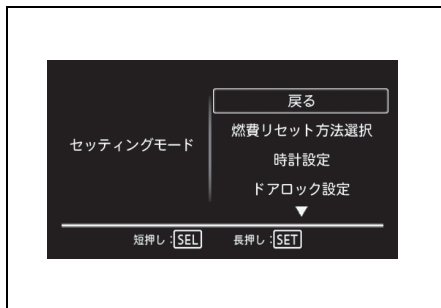 セッティングモード
戻る
燃費リセット方法選択
時計設定
ドアロック設定
▼
短押し:SEL 長押し:SET